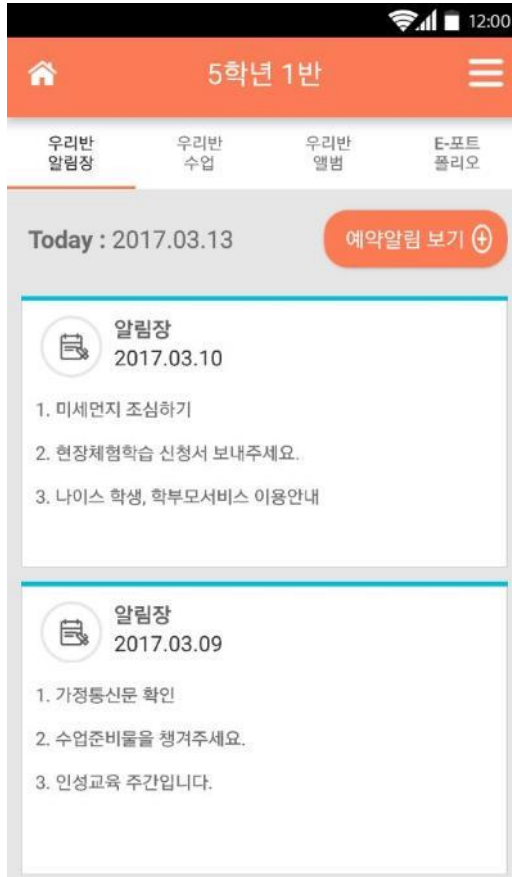 12:00
5학년 1반
우리반
알림장
우리반
수업
우리반
앨범
E-포트
폴리오
Today : 2017.03.13
예약알림 보기
알림장
2017.03.10
1. 미세먼지 조심하기
2. 현장체험학습 신청서 보내주세요.
3. 나이스 학생, 학부모서비스 이용안내
알림장
2017.03.09
1. 가정통신문 확인
2. 수업준비물을 챙겨주세요.
3. 인성교육 주간입니다.